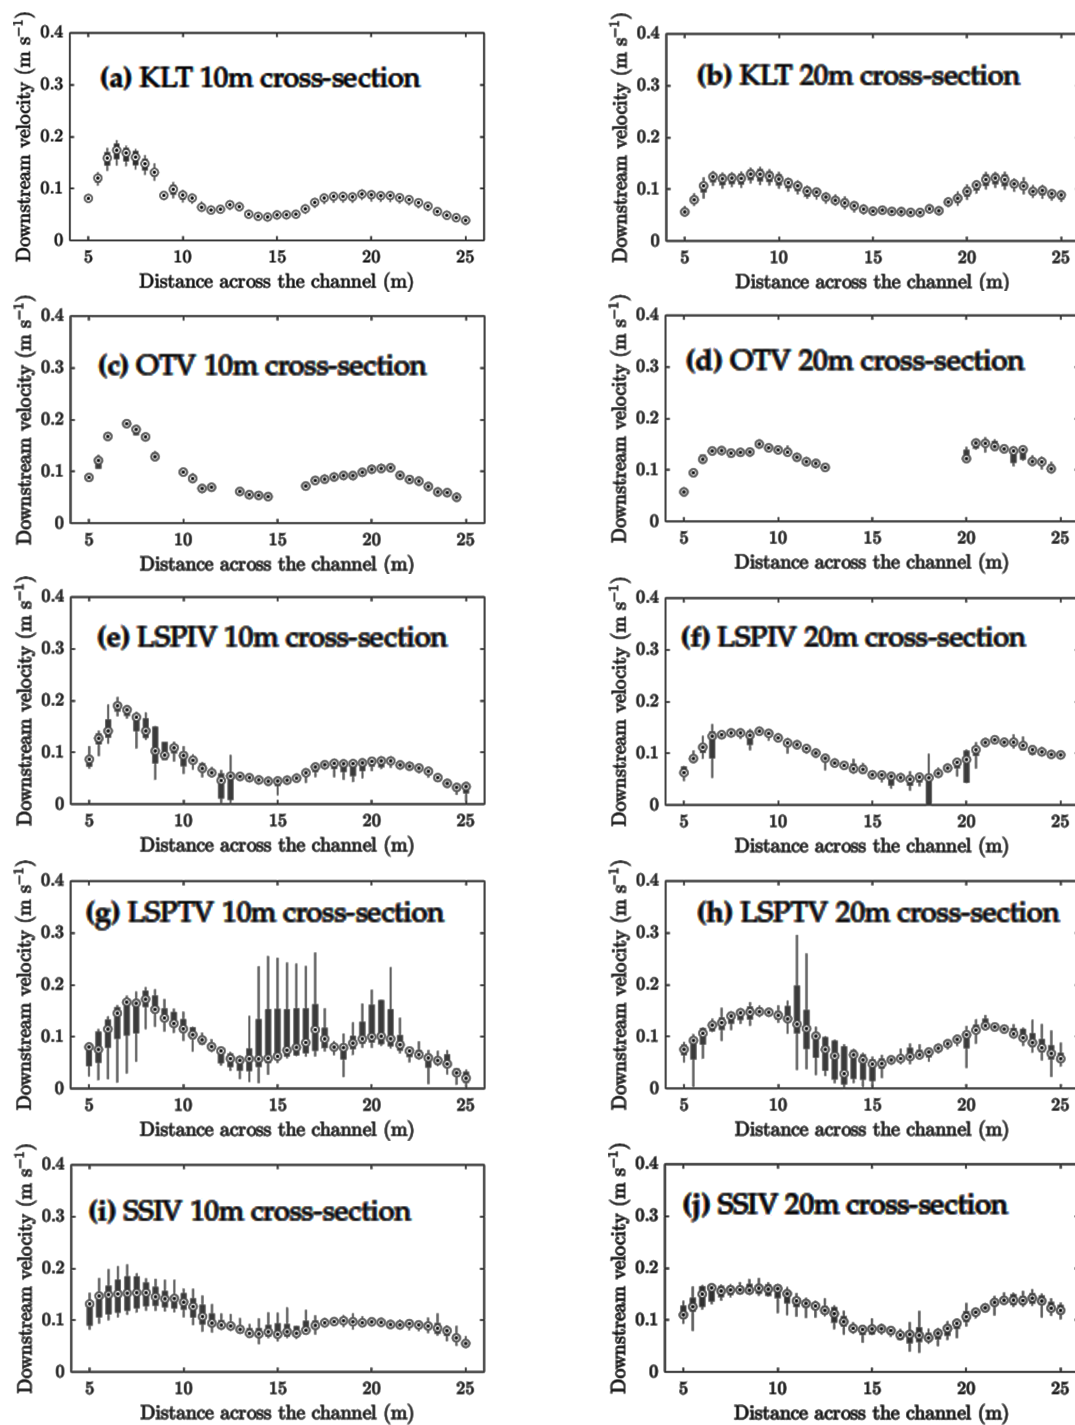 Downstream velocity (m s⁻¹)
0.4
0.3
0.2
0.1
0
(a) KLT 10m cross-section
5 10 15 20 25
Distance across the channel (m)
Downstream velocity (m s⁻¹)
0.4
0.3
0.2
0.1
0
(b) KLT 20m cross-section
5 10 15 20 25
Distance across the channel (m)
Downstream velocity (m s⁻¹)
0.4
0.3
0.2
0.1
0
(c) OTV 10m cross-section
5 10 15 20 25
Distance across the channel (m)
Downstream velocity (m s⁻¹)
0.4
0.3
0.2
0.1
0
(d) OTV 20m cross-section
5 10 15 20 25
Distance across the channel (m)
Downstream velocity (m s⁻¹)
0.4
0.3
0.2
0.1
0
(e) LSPIV 10m cross-section
5 10 15 20 25
Distance across the channel (m)
Downstream velocity (m s⁻¹)
0.4
0.3
0.2
0.1
0
(f) LSPIV 20m cross-section
5 10 15 20 25
Distance across the channel (m)
Downstream velocity (m s⁻¹)
0.4
0.3
0.2
0.1
0
(g) LSPTV 10m cross-section
5 10 15 20 25
Distance across the channel (m)
Downstream velocity (m s⁻¹)
0.4
0.3
0.2
0.1
0
(h) LSPTV 20m cross-section
5 10 15 20 25
Distance across the channel (m)
Downstream velocity (m s⁻¹)
0.4
0.3
0.2
0.1
0
(i) SSIV 10m cross-section
5 10 15 20 25
Distance across the channel (m)
Downstream velocity (m s⁻¹)
0.4
0.3
0.2
0.1
0
(j) SSIV 20m cross-section
5 10 15 20 25
Distance across the channel (m)